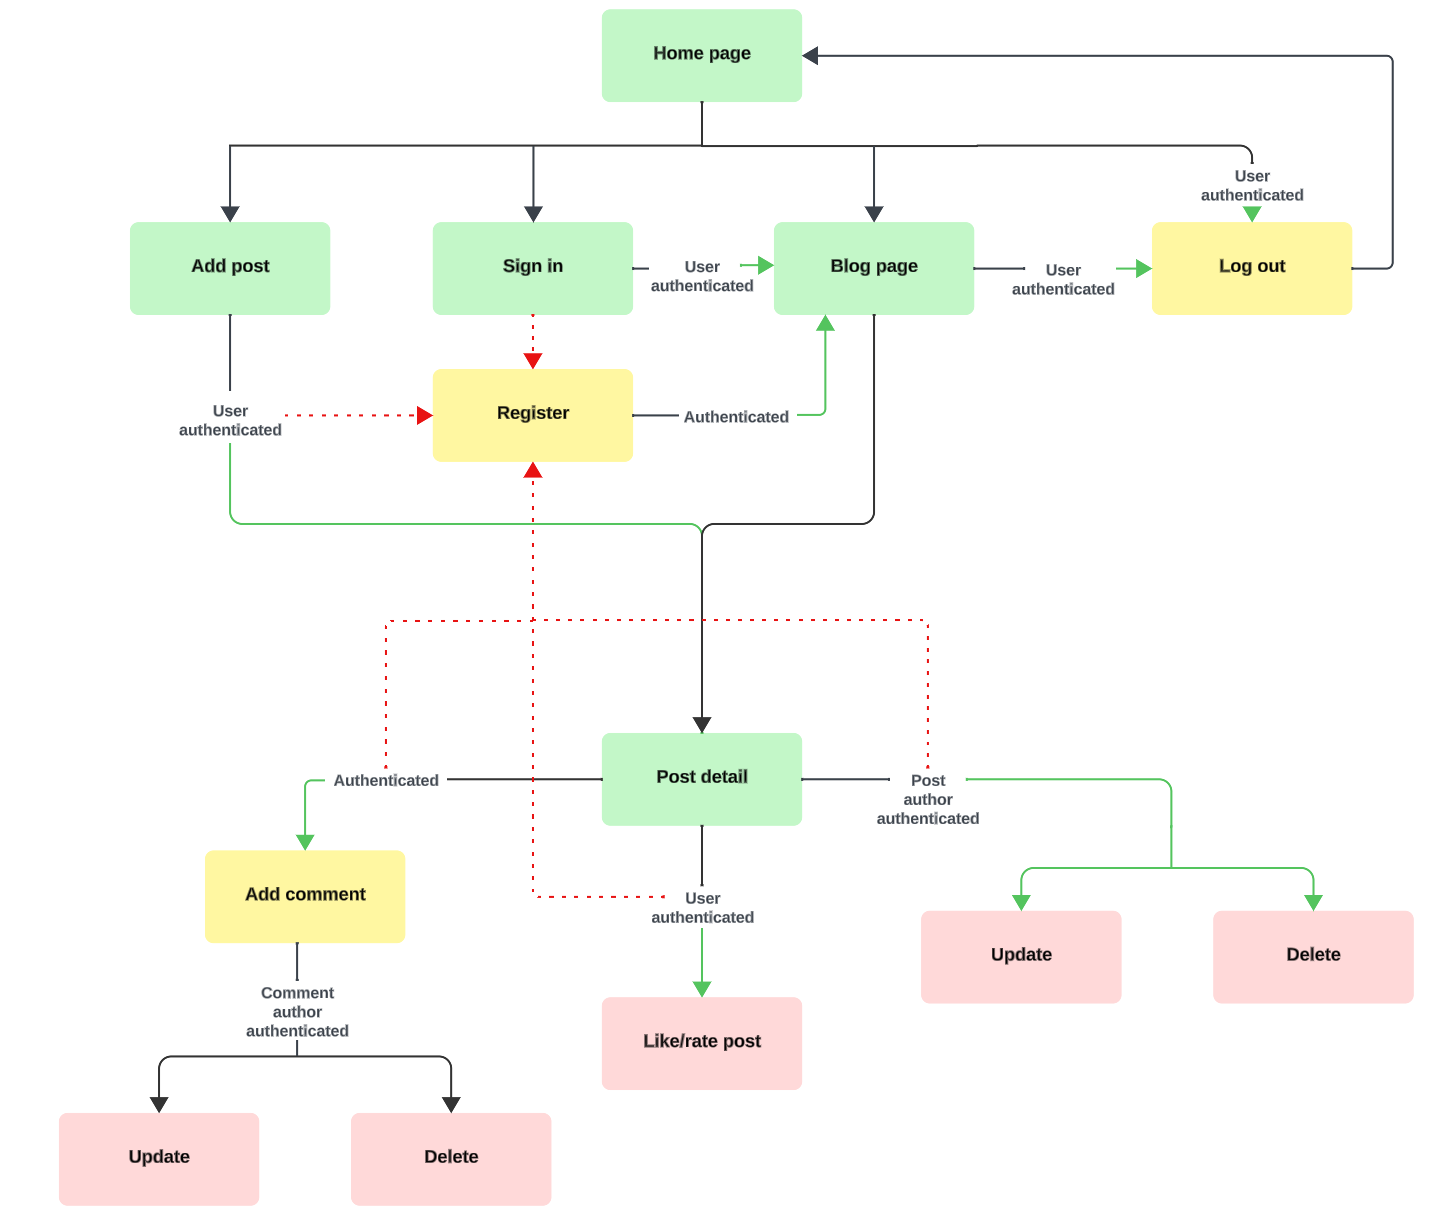 Home page
User
authenticated
Add post
Sign in
User
authenticated
Blog page
User
authenticated
Log out
User
authenticated
Register
Authenticated
Authenticated
Post detail
Post
author
authenticated
Add comment
User
authenticated
Update
Delete
Comment
author
authenticated
Like/rate post
Update
Delete